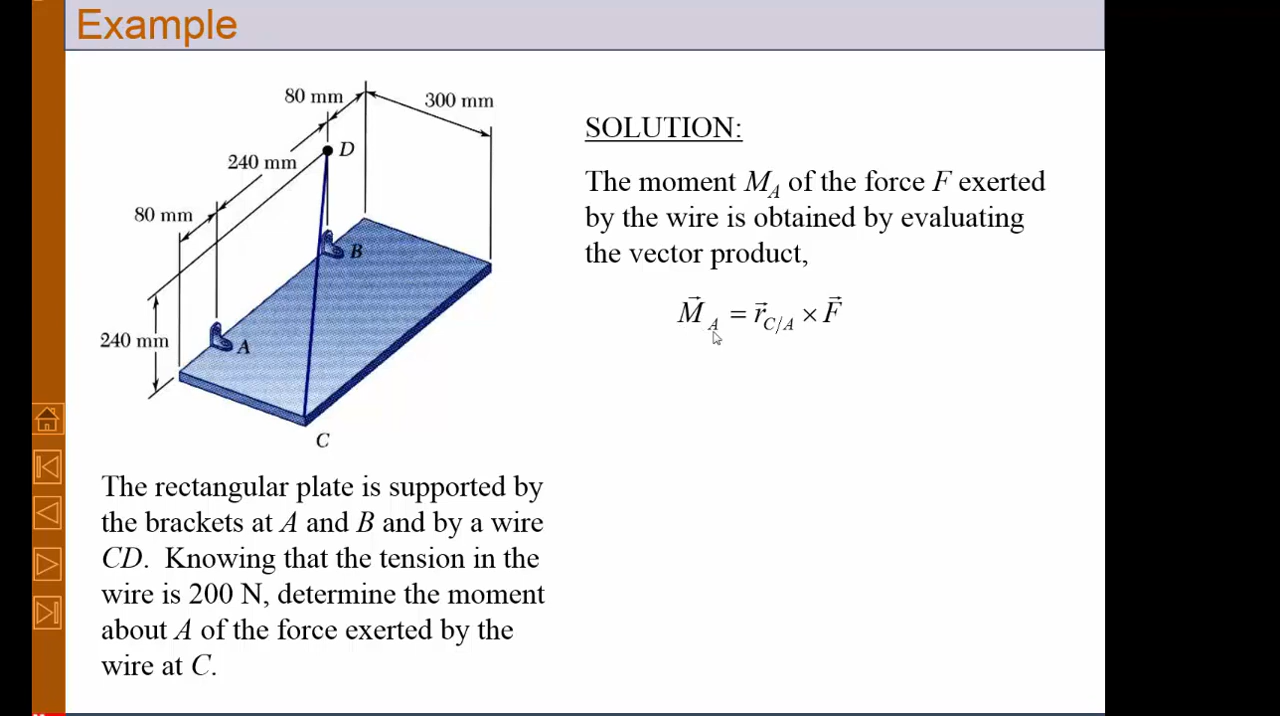 Example
80 mm
300 mm
D
240 mm
80 mm
B
240 mm
A
C
The rectangular plate is supported by
the brackets at A and B and by a wire
CD. Knowing that the tension in the
wire is 200 N, determine the moment
about A of the force exerted by the
wire at C.
SOLUTION:
The moment M_A of the force F exerted
by the wire is obtained by evaluating
the vector product,
M⃗_A = r⃗_C/A × F⃗